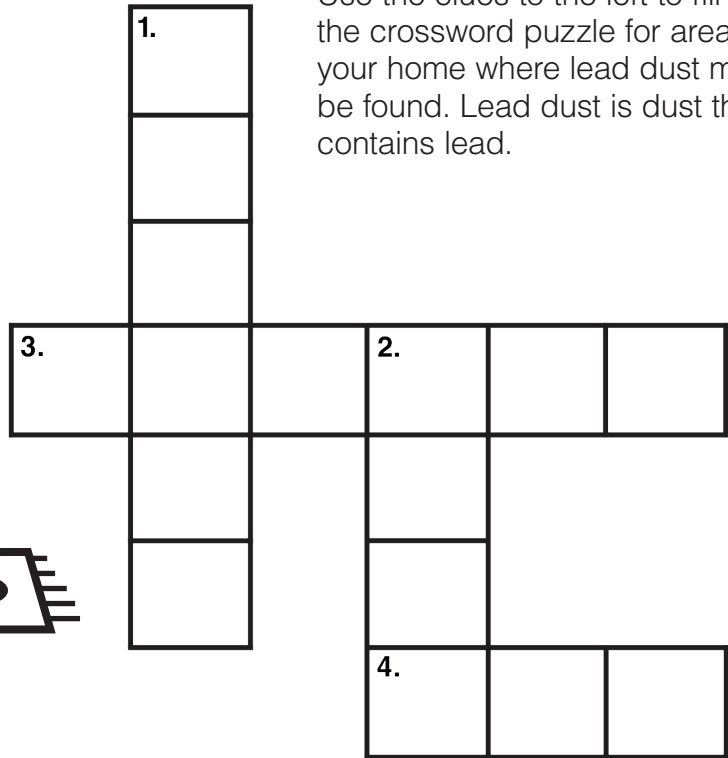 1.
the crossword puzzle for area
your home where lead dust m
be found. Lead dust is dust th
contains lead.
3.
2.
4.